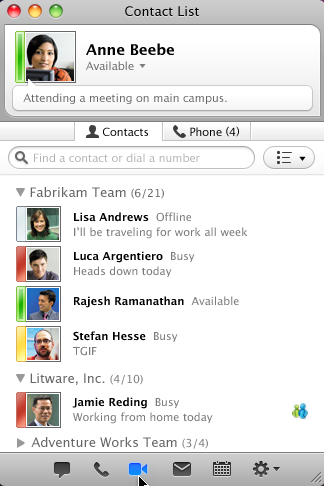 Contact List
Anne Beebe
Available
Attending a meeting on main campus.
Contacts
Phone (4)
Find a contact or dial a number
Fabrikam Team (6/21)
Lisa Andrews Offline
I'll be traveling for work all week
Luca Argentiero Busy
Heads down today
Rajesh Ramanathan Available
Stefan Hesse Busy
TGIF
Litware, Inc. (4/10)
Jamie Reding Busy
Working from home today
Adventure Works Team (3/4)